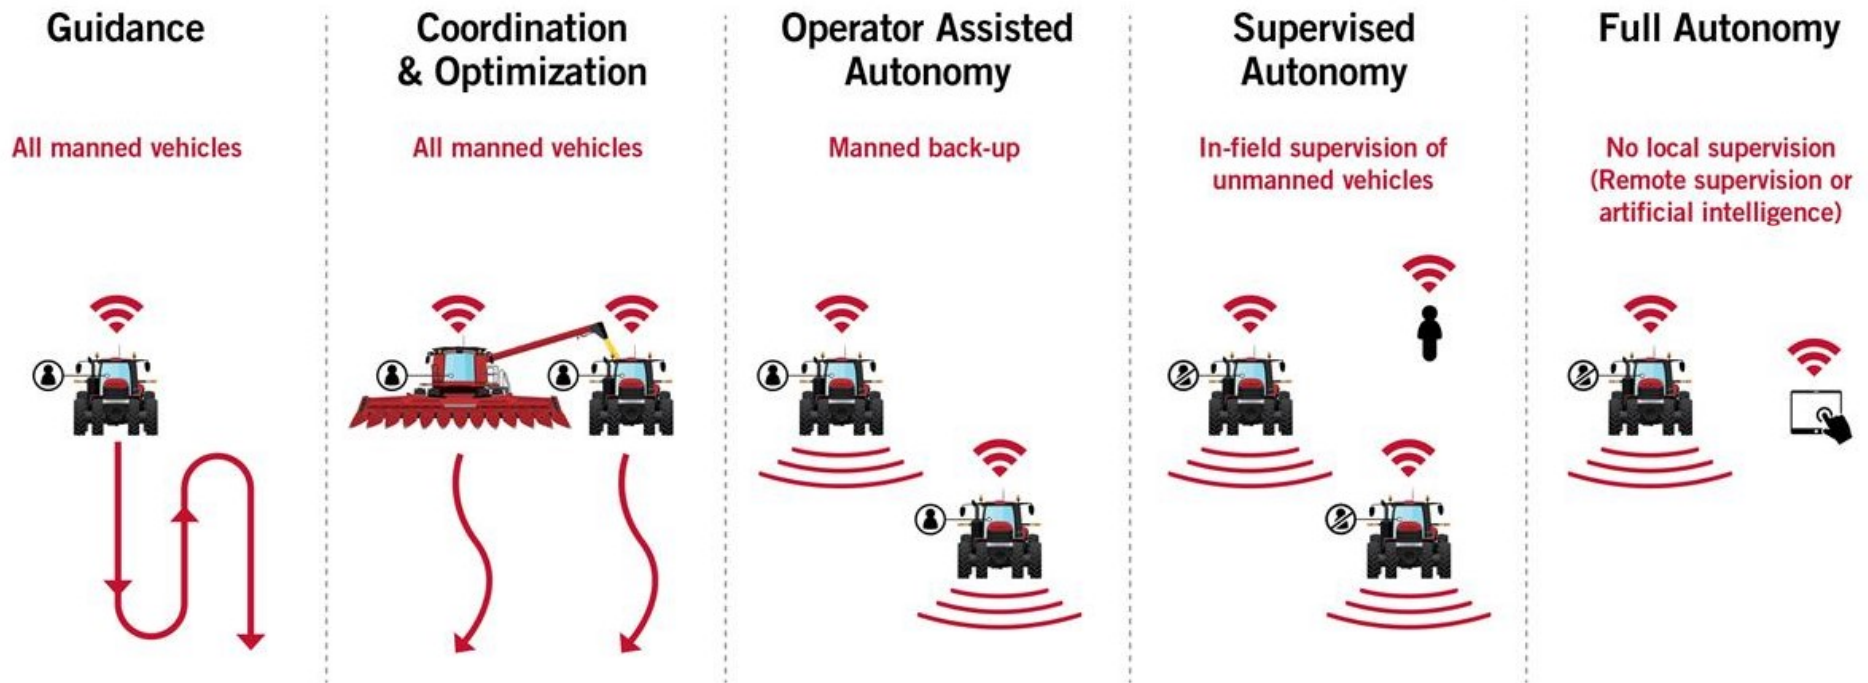 Guidance
All manned vehicles
Coordination
& Optimization
All manned vehicles
Operator Assisted
Autonomy
Manned back-up
Supervised
Autonomy
In-field supervision of
unmanned vehicles
Full Autonomy
No local supervision
(Remote supervision or
artificial intelligence)